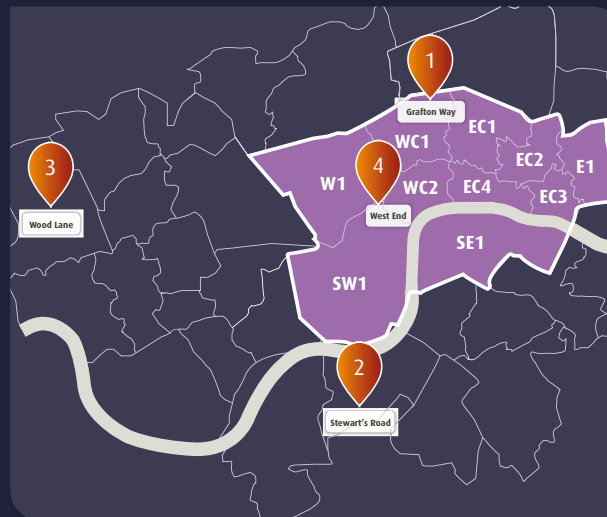 1
Grafton Way
EC1
WC1
EC2
E1
3
4
W1
WC2
EC4
EC3
Wood Lane
West End
SE1
SW1
2
Stewart's Road